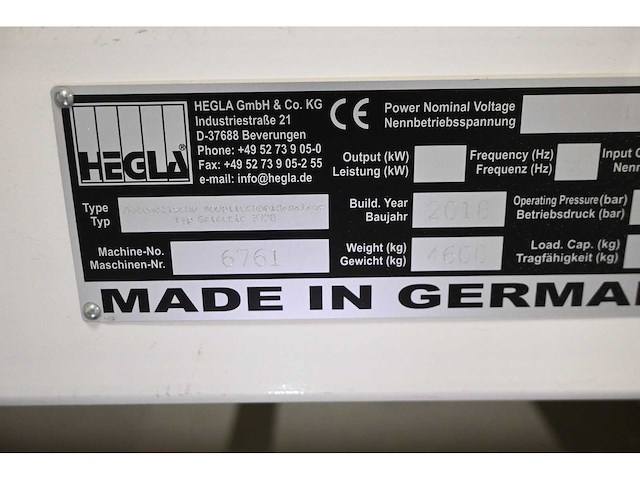 HEGLA
HEGLA GmbH & Co. KG
Industriestraße 21
D-37688 Beverungen
Phone: +49 52 73 9 05-0
Fax: +49 52 73 9 05-2 55
e-mail: info@hegla.de
Power Nominal Voltage
Nennbetriebsspannung
Output (kW)
Leistung (kW)
Frequency (Hz)
Frequenz (Hz)
Input C
Nenn
Type
Typ
Build. Year
Baujahr
Operating Pressure (bar)
Betriebsdruck (bar)
Machine-No.
Maschinen-Nr.
6761
Weight (kg)
Gewicht (kg)
4600
Load. Cap. (kg)
Tragfähigkeit (kg)
MADE IN GERMA